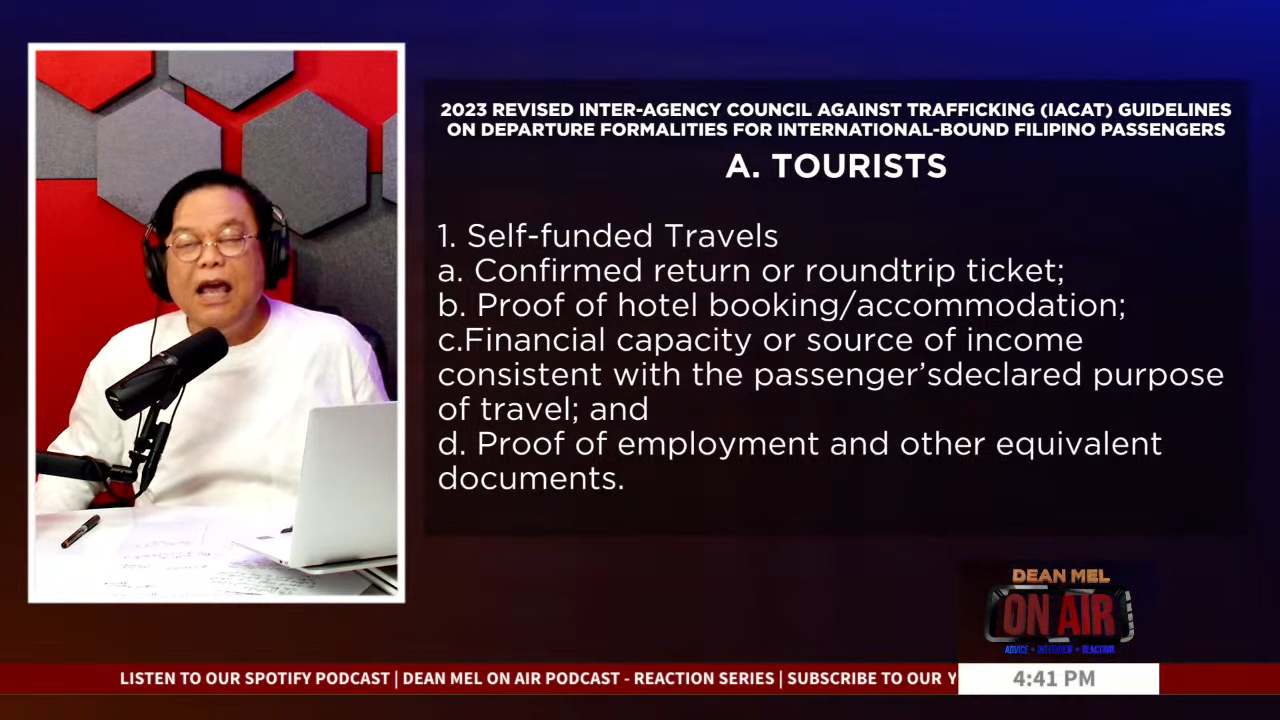 2023 REVISED INTER-AGENCY COUNCIL AGAINST TRAFFICKING (IACAT) GUIDELINES
ON DEPARTURE FORMALITIES FOR INTERNATIONAL-BOUND FILIPINO PASSENGERS
A. TOURISTS
1. Self-funded Travels
a. Confirmed return or roundtrip ticket;
b. Proof of hotel booking/accommodation;
c.Financial capacity or source of income
consistent with the passenger'sdeclared purpose
of travel; and
d. Proof of employment and other equivalent
documents.
DEAN MEL
ON AIR
ADVICE • INTERVIEW • REACTION
LISTEN TO OUR SPOTIFY PODCAST | DEAN MEL ON AIR PODCAST - REACTION SERIES | SUBSCRIBE TO OUR Y
4:41 PM